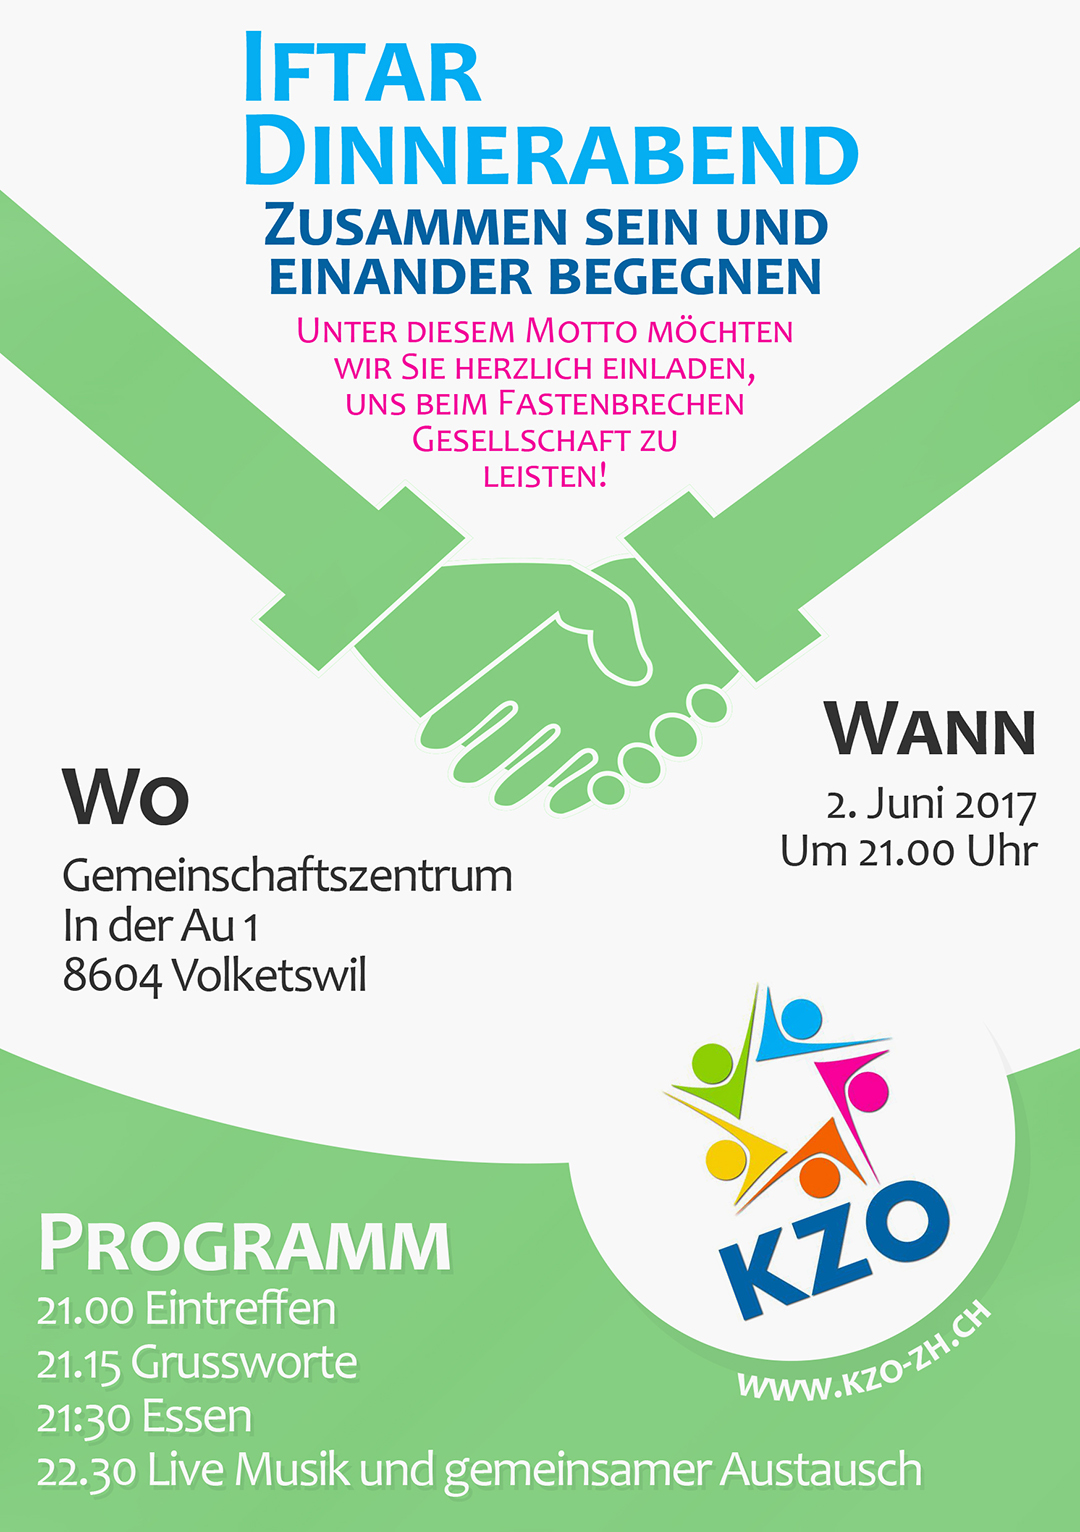 Iftar
Dinnerabend
Zusammen sein und
einander begegnen
Unter diesem Motto möchten
wir Sie herzlich einladen,
uns beim Fastenbrechen
Gesellschaft zu
leisten!
Wann
2. Juni 2017
Um 21.00 Uhr
Wo
Gemeinschaftszentrum
In der Au 1
8604 Volketswil
KZO
www.kzo-zh.ch
Programm
21.00 Eintreffen
21.15 Grussworte
21:30 Essen
22.30 Live Musik und gemeinsamer Austausch